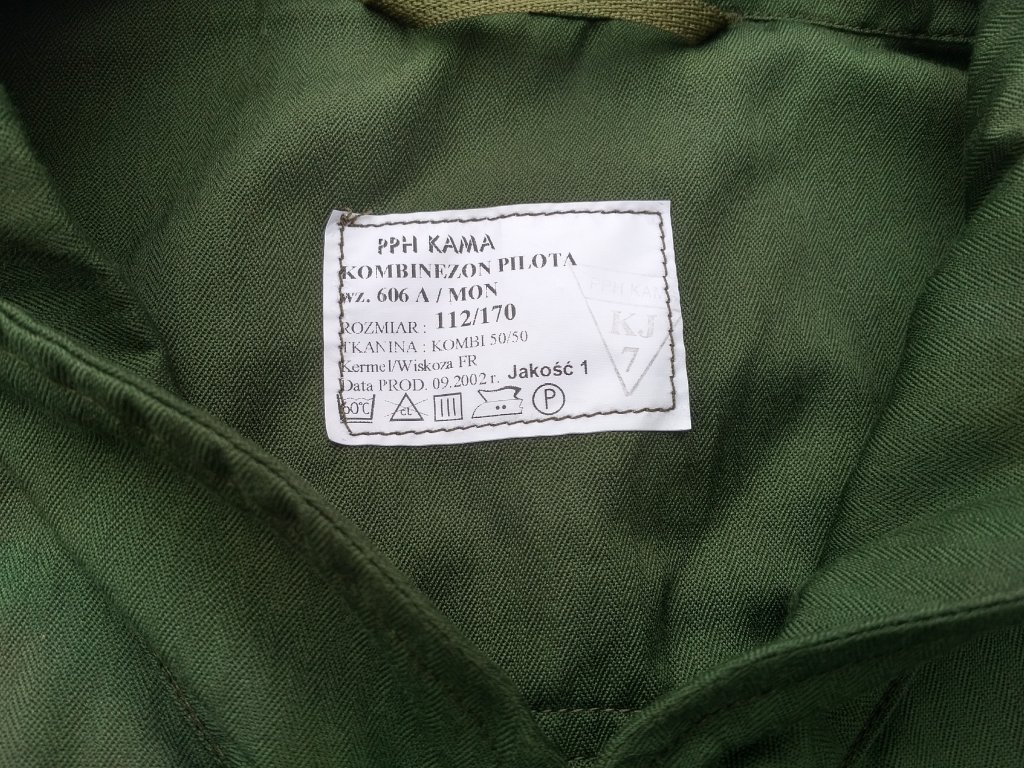 PPH KAMA
KOMBINEZON PILOTA
wz. 606 A / MON
ROZMIAR : 112/170
TKANINA : KOMBI 50/50
Kermel/Wiskoza FR
Data PROD. 09.2002 r. Jakość 1
60°C CL P
PPH KAMA
KJ
7